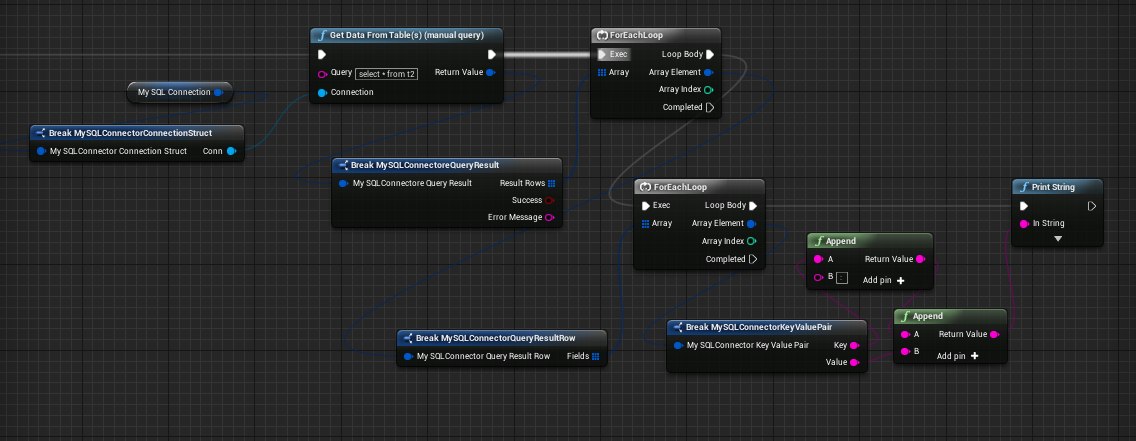 Get Data From Table(s) (manual query)
Query select * from t2 Return Value
Connection
ForEachLoop
Exec Loop Body
Array Array Element
Array Index
Completed
My SQL Connection
Break MySQLConnectorConnectionStruct
My SQLConnector Connection Struct Conn
Break MySQLConnectoreQueryResult
My SQLConnectore Query Result Result Rows
Success
Error Message
ForEachLoop
Exec Loop Body
Array Array Element
Array Index
Completed
Print String
In String
Append
A Return Value
B : Add pin +
Append
A Return Value
B Add pin +
Break MySQLConnectorKeyValuePair
My SQLConnector Key Value Pair Key
Value
Break MySQLConnectorQueryResultRow
My SQLConnector Query Result Row Fields